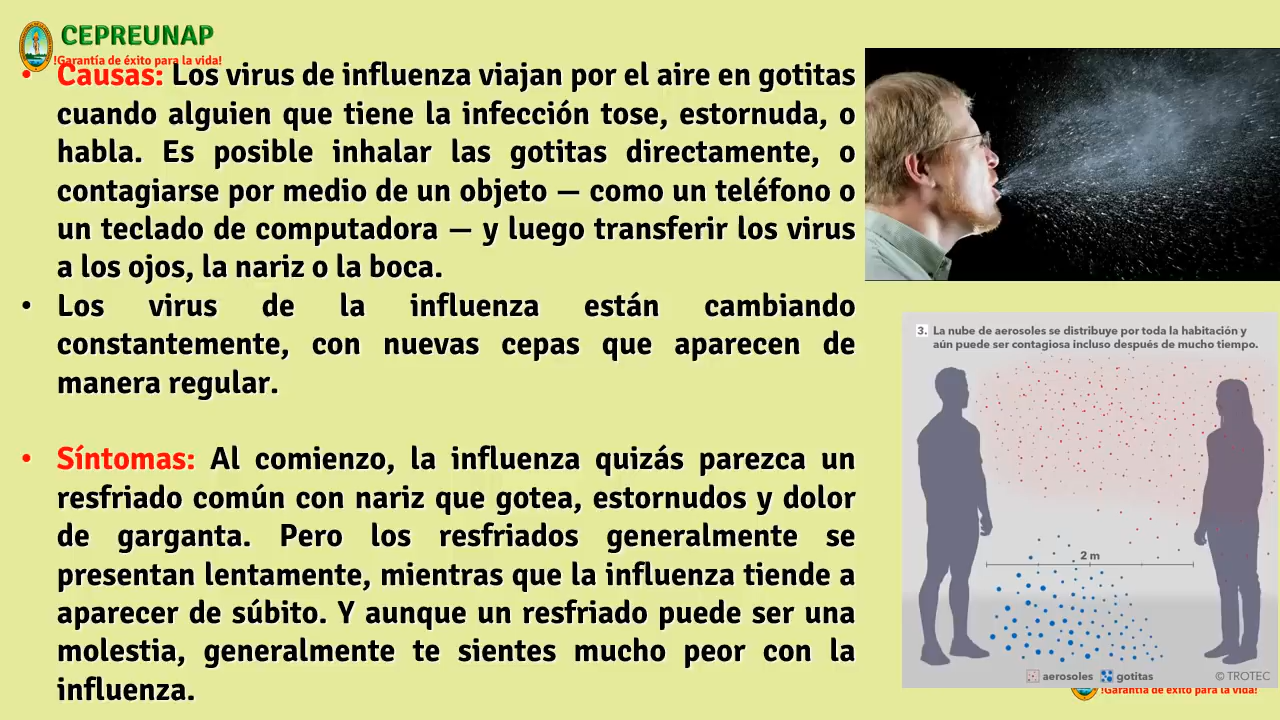 CEPREUNAP
!Garantía de éxito para la vida!
• Causas: Los virus de influenza viajan por el aire en gotitas
cuando alguien que tiene la infección tose, estornuda, o
habla. Es posible inhalar las gotitas directamente, o
contagiarse por medio de un objeto — como un teléfono o
un teclado de computadora — y luego transferir los virus
a los ojos, la nariz o la boca.
• Los virus de la influenza están cambiando
constantemente, con nuevas cepas que aparecen de
manera regular.
• Síntomas: Al comienzo, la influenza quizás parezca un
resfriado común con nariz que gotea, estornudos y dolor
de garganta. Pero los resfriados generalmente se
presentan lentamente, mientras que la influenza tiende a
aparecer de súbito. Y aunque un resfriado puede ser una
molestia, generalmente te sientes mucho peor con la
influenza.
3. La nube de aerosoles se distribuye por toda la habitación y
aún puede ser contagiosa incluso después de mucho tiempo.
2 m
aerosoles gotitas
© TROTEC
!Garantía de éxito para la vida!